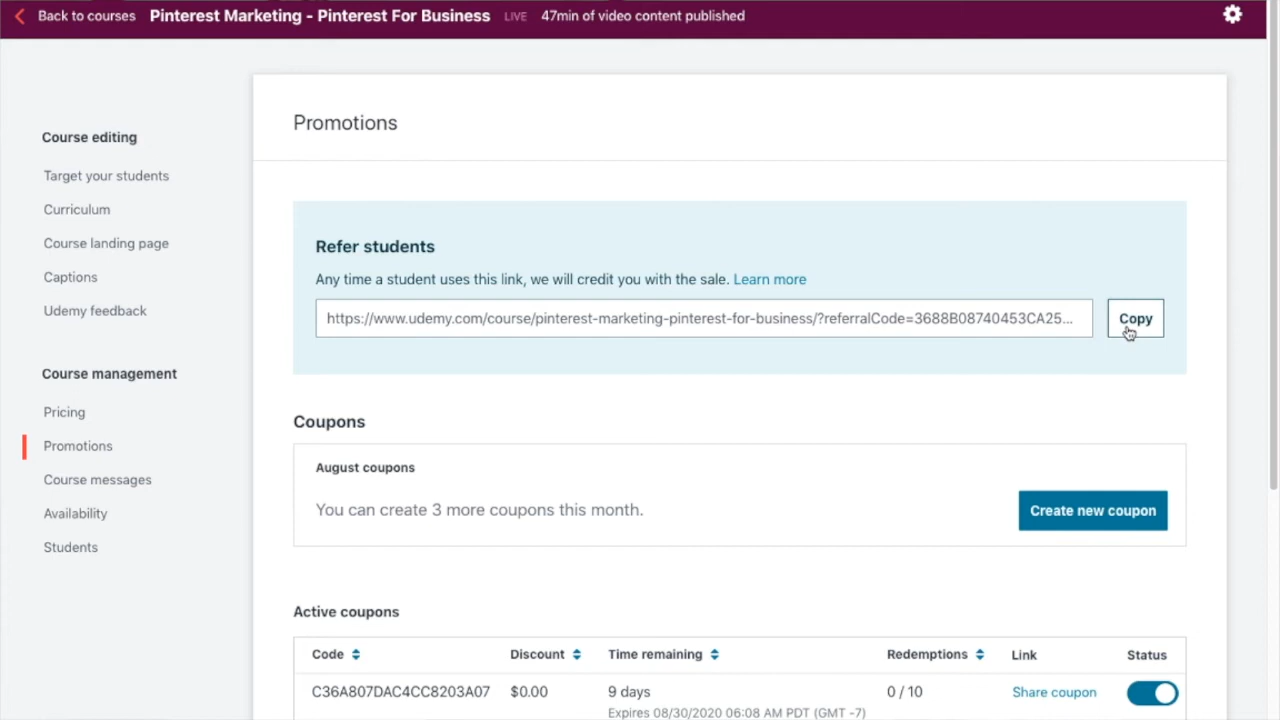 Back to courses Pinterest Marketing - Pinterest For Business LIVE 47min of video content published
Course editing
Target your students
Curriculum
Course landing page
Captions
Udemy feedback
Course management
Pricing
Promotions
Course messages
Availability
Students
Promotions
Refer students
Any time a student uses this link, we will credit you with the sale. Learn more
https://www.udemy.com/course/pinterest-marketing-pinterest-for-business/?referralCode=3688B08740453CA25... Copy
Coupons
August coupons
You can create 3 more coupons this month. Create new coupon
Active coupons
Code Discount Time remaining Redemptions Link Status
C36A807DAC4CC8203A07 $0.00 9 days 0 / 10 Share coupon
Expires 08/30/2020 06:08 AM PDT (GMT -7)